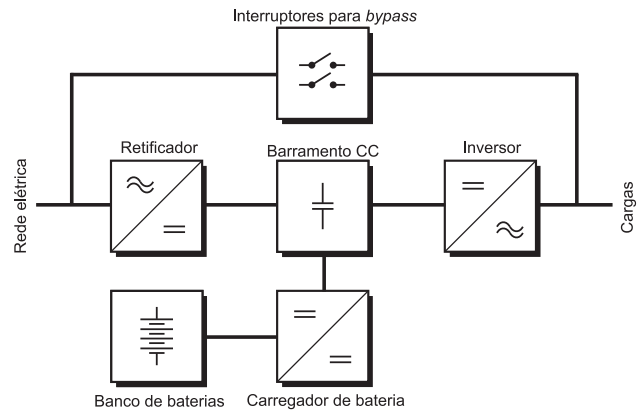 Interruptores para bypass
Retificador
Barramento CC
Inversor
Rede elétrica
Cargas
Banco de baterias
Carregador de bateria